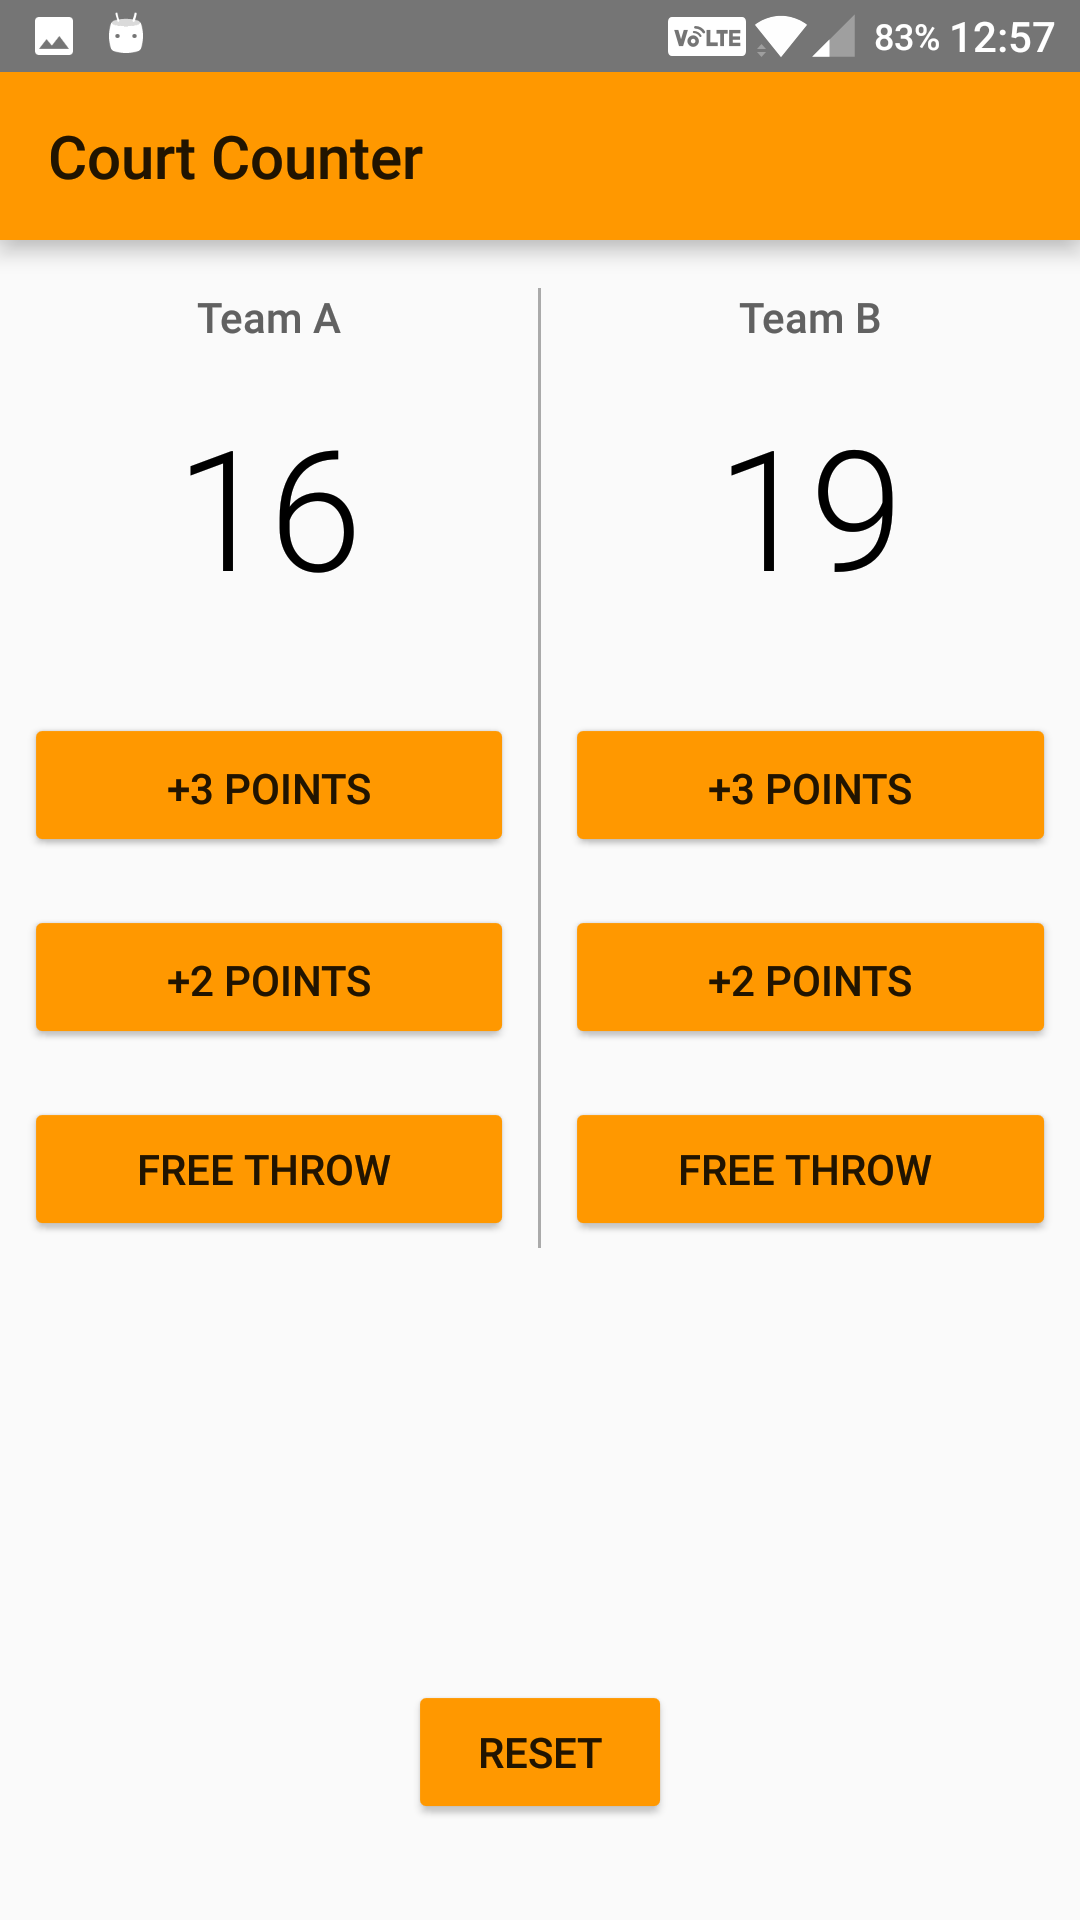 VoLTE 83% 12:57
Court Counter
Team A
Team B
16
19
+3 POINTS
+3 POINTS
+2 POINTS
+2 POINTS
FREE THROW
FREE THROW
RESET